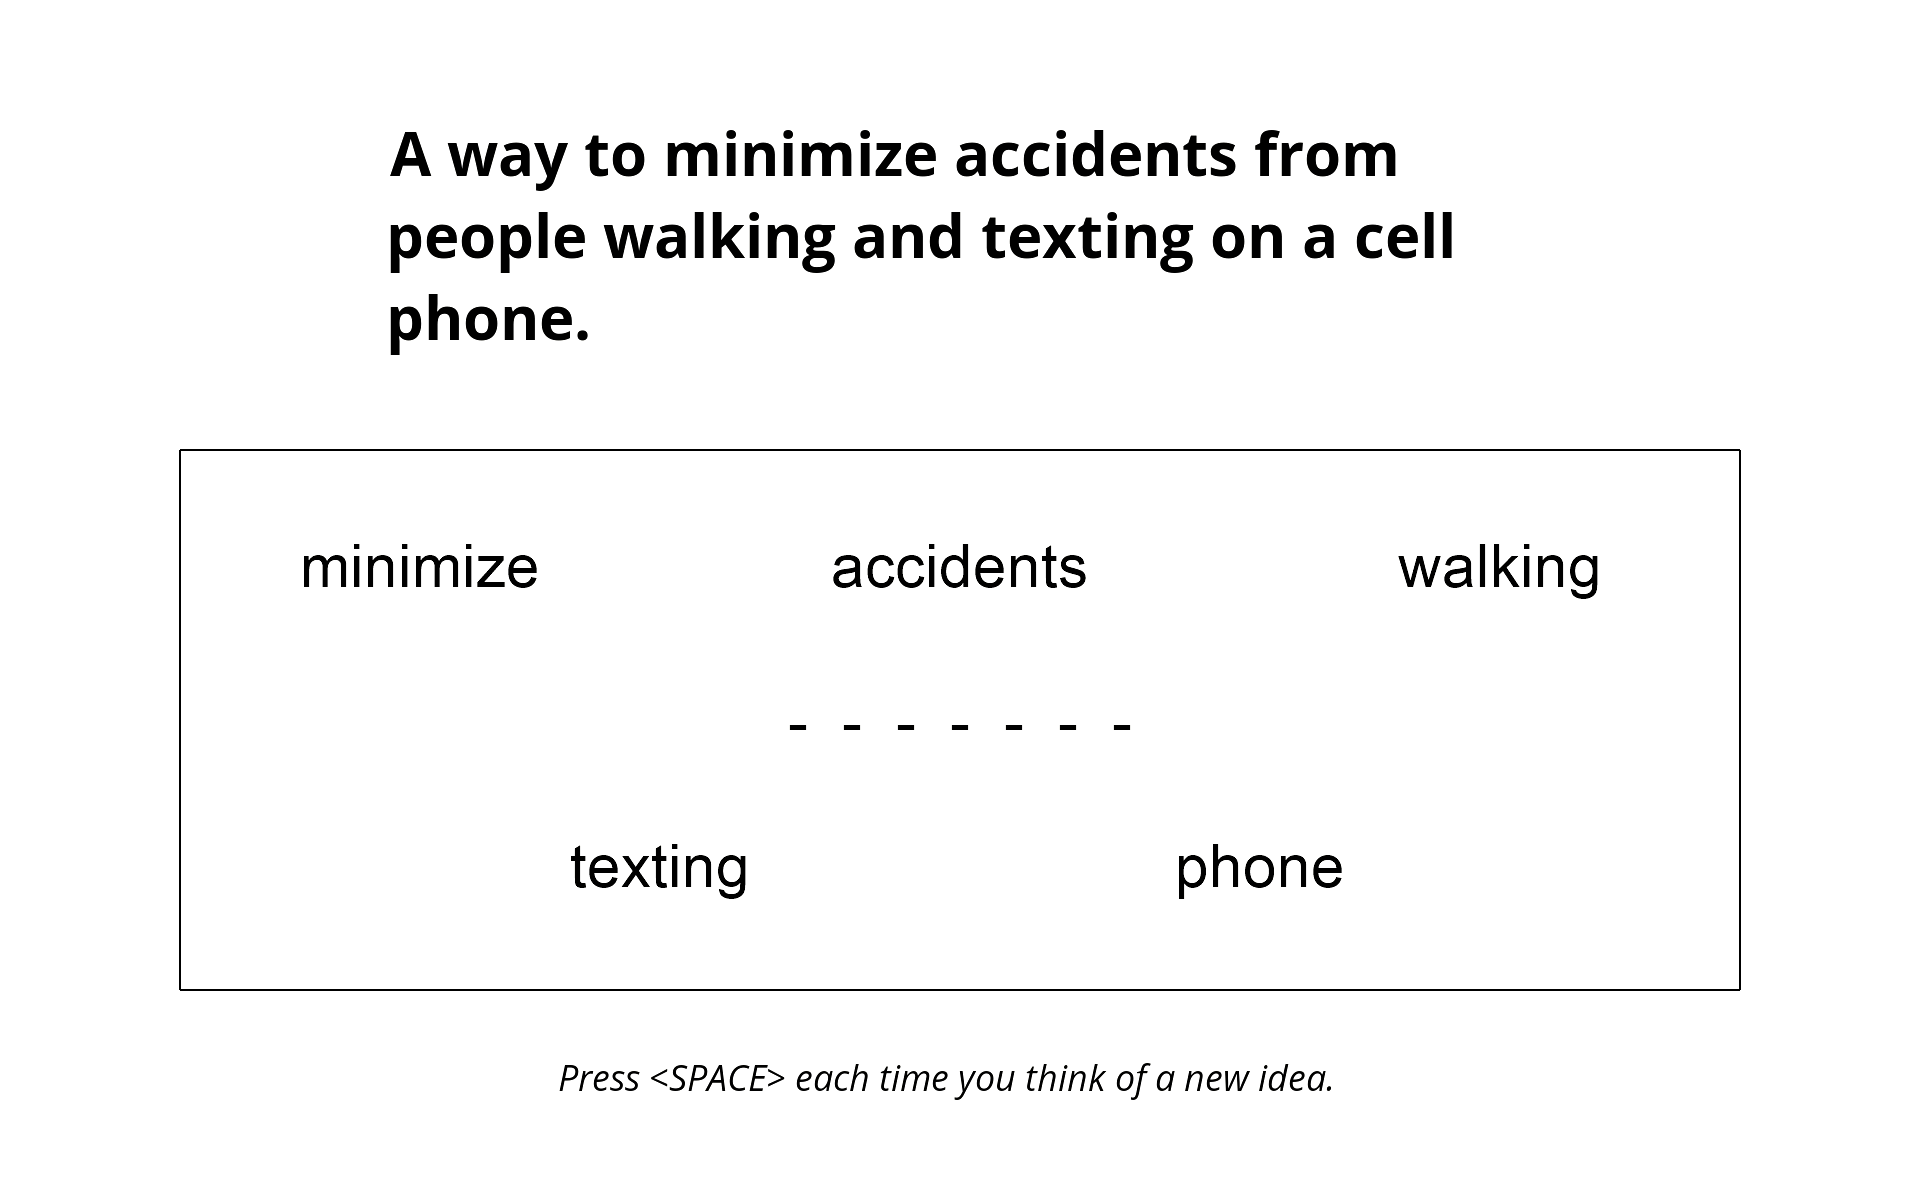 A way to minimize accidents from
people walking and texting on a cell
phone.
minimize accidents walking
- - - - - - -
texting phone
Press <SPACE> each time you think of a new idea.